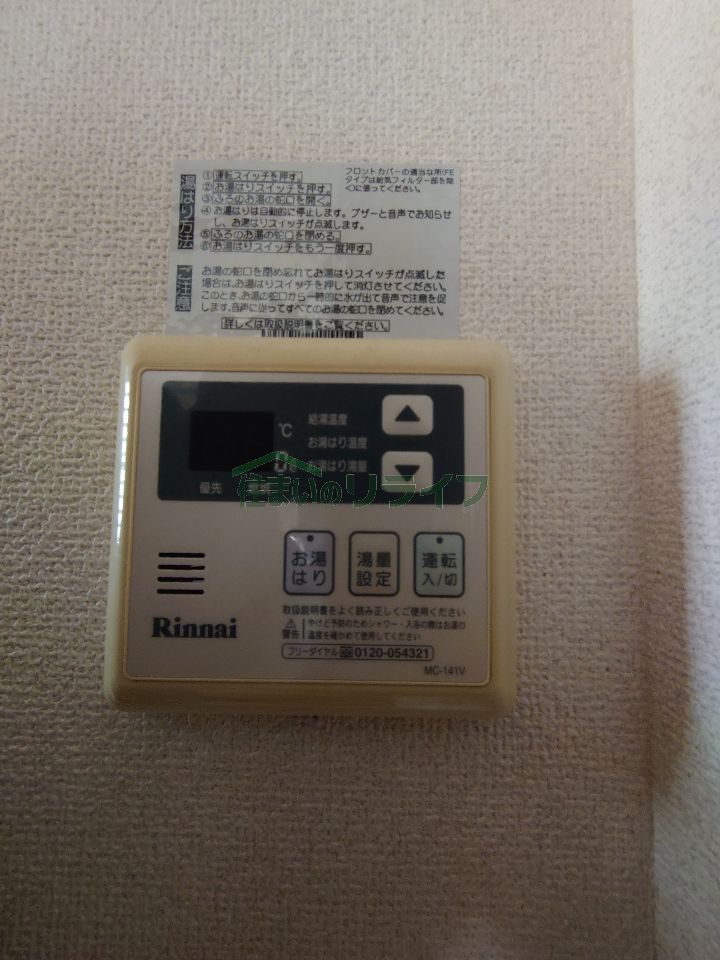 湯はり方法
①運転スイッチを押す。
②お湯はりスイッチを押す。
③ふろのお湯の蛇口を開く。
④お湯はりは自動的に停止します。ブザーと音声でお知らせ
し、お湯はりスイッチが点滅します。
⑤ふろのお湯の蛇口を閉める。
⑥お湯はりスイッチをもう一度押す。
フロントカバーの適当な所(FE
タイプは給気フィルター部を除
く)に張ってください。
ご注意
お湯の蛇口を閉め忘れてお湯はりスイッチが点滅した
場合は、お湯はりスイッチを押して消灯させてください。
このとき、お湯の蛇口から一時的に水が出て音声で注意を促
します。音声に従ってすべてのお湯の蛇口を閉めてください。
詳しくは取扱説明書をご覧ください。
℃
給湯温度
お湯はり温度
お湯はり湯量
優先
住まいのリライフ
お湯
はり
湯量
設定
運転
入/切
Rinnai
取扱説明書をよく読み正しくご使用ください
警告
やけど予防のためシャワー・入浴の際はお湯の
温度を確かめて使用してください
フリーダイヤル 0120-054321
MC-141V